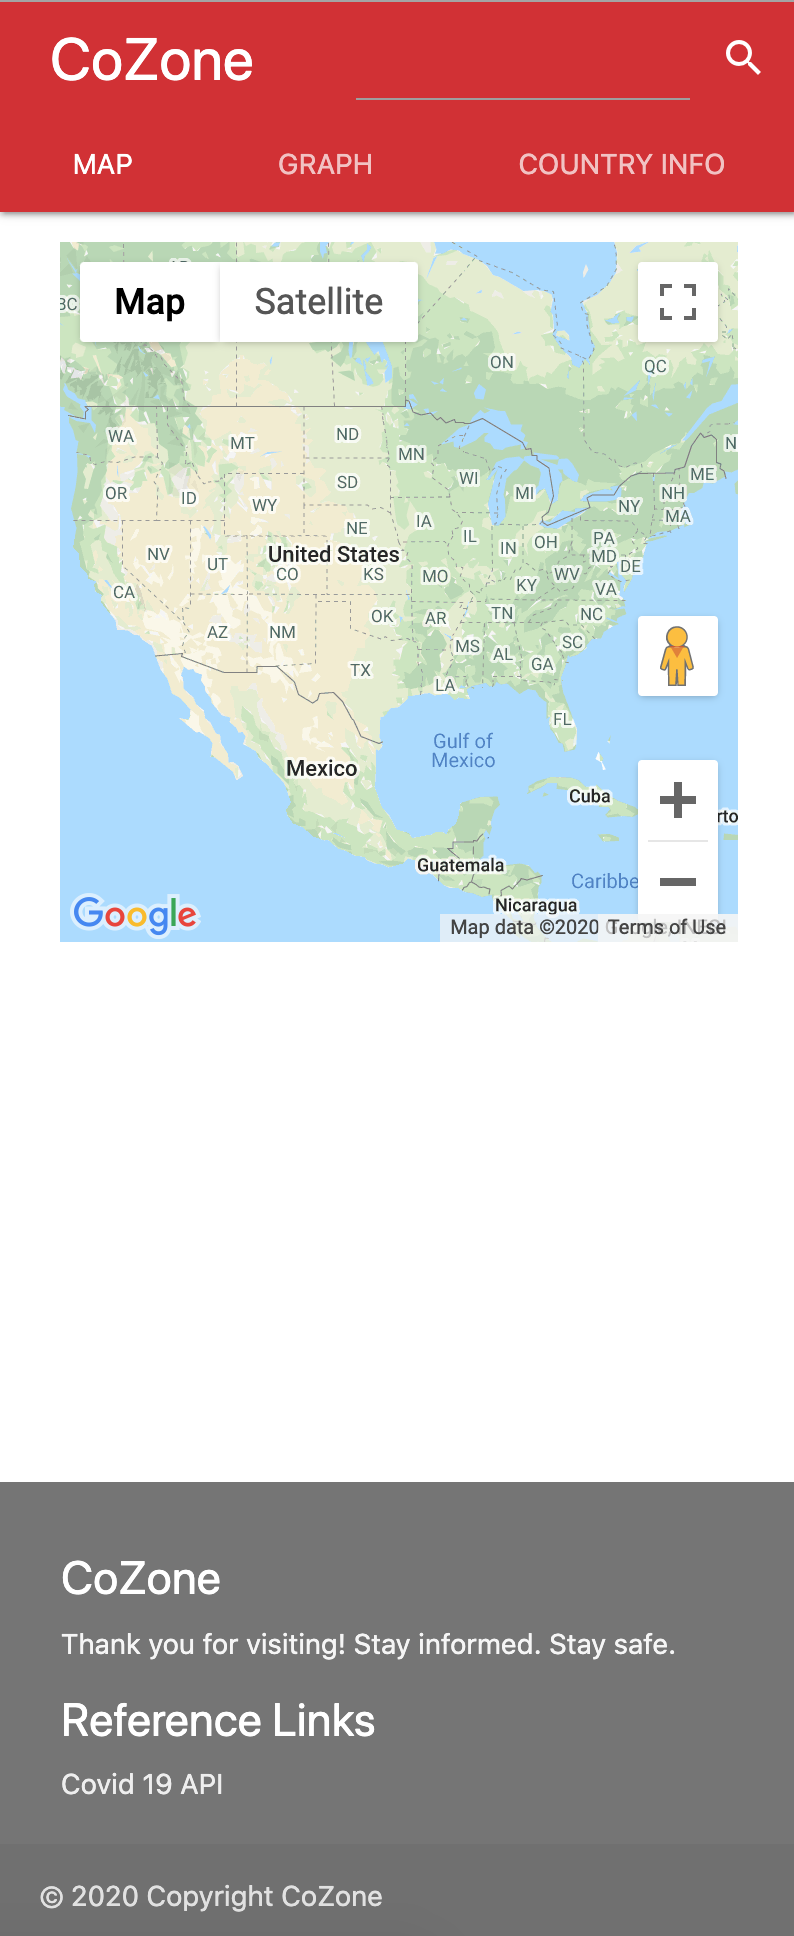 CoZone
MAP GRAPH COUNTRY INFO
Map Satellite
BC
ON
QC
WA
MT
ND
MN
N
OR
ID
WY
SD
WI
MI
ME
NH
NY
MA
NE
IA
IL
IN
OH
PA
MD
DE
NV
UT
United States
CO
KS
MO
KY
WV
VA
CA
AZ
NM
OK
AR
TN
NC
SC
MS
AL
GA
TX
LA
FL
Gulf of
Mexico
Mexico
Cuba
rto
Guatemala
Caribbe
Nicaragua
Google
Map data ©2020 Terms of Use
CoZone
Thank you for visiting! Stay informed. Stay safe.
Reference Links
Covid 19 API
© 2020 Copyright CoZone